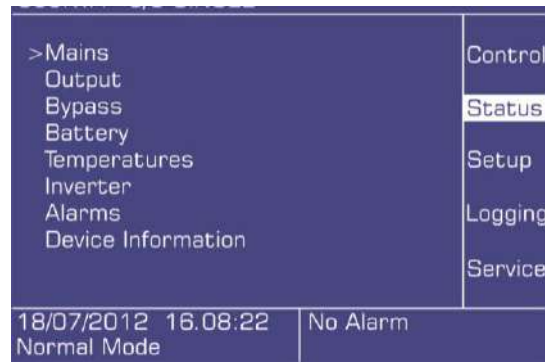 >Mains
Output
Bypass
Battery
Temperatures
Inverter
Alarms
Device Information
Control
Status
Setup
Logging
Service
18/07/2012 16.08:22
Normal Mode
No Alarm